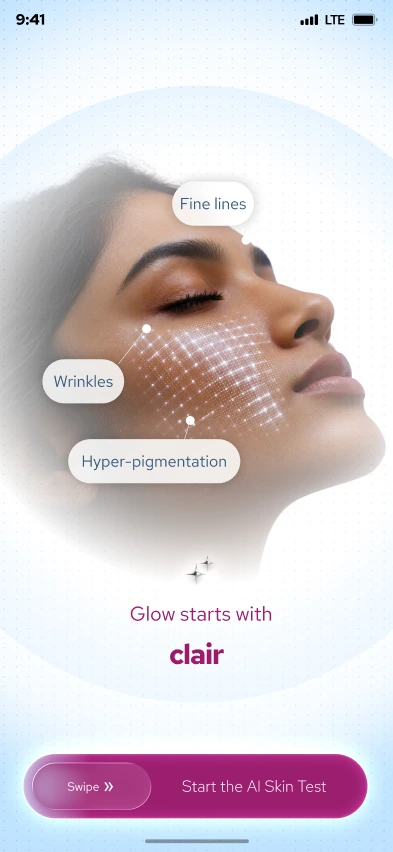 9:41
LTE
Fine lines
Wrinkles
Hyper-pigmentation
Glow starts with
clair
Swipe »
Start the AI Skin Test